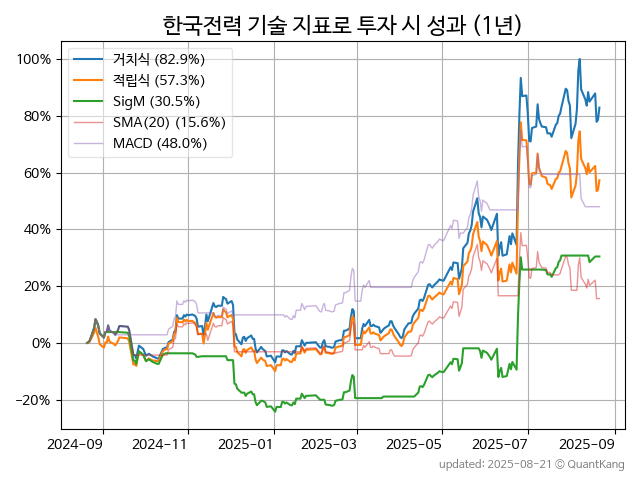 한국전력 기술 지표로 투자 시 성과 (1년)
거치식 (82.9%)
적립식 (57.3%)
SigM (30.5%)
SMA(20) (15.6%)
MACD (48.0%)
100%
80%
60%
40%
20%
0%
−20%
2024-09
2024-11
2025-01
2025-03
2025-05
2025-07
2025-09
updated: 2025-08-21 © QuantKang